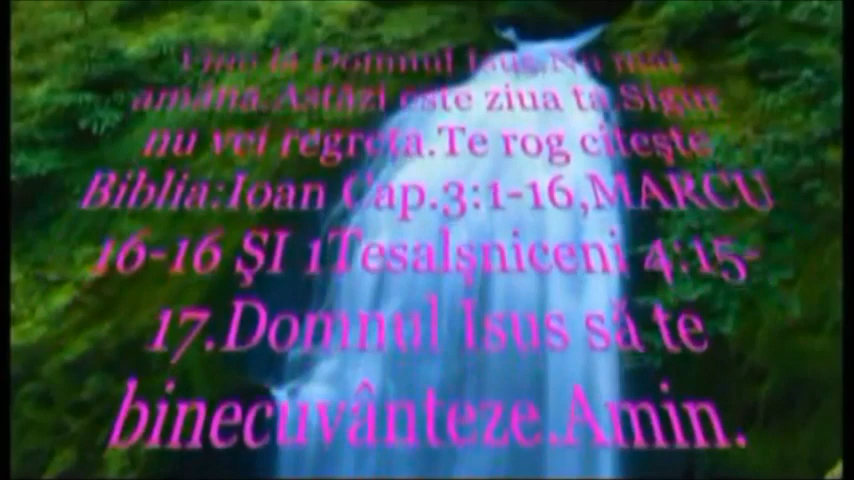 Vino la Domnul Isus.Nu mai
amâna.Astăzi este ziua ta.Sigur
nu vei regreta.Te rog citeşte
Biblia:Ioan Cap.3:1-16,MARCU
16-16 ŞI 1Tesalşniceni 4:15-
17.Domnul Isus să te
binecuvânteze.Amin.